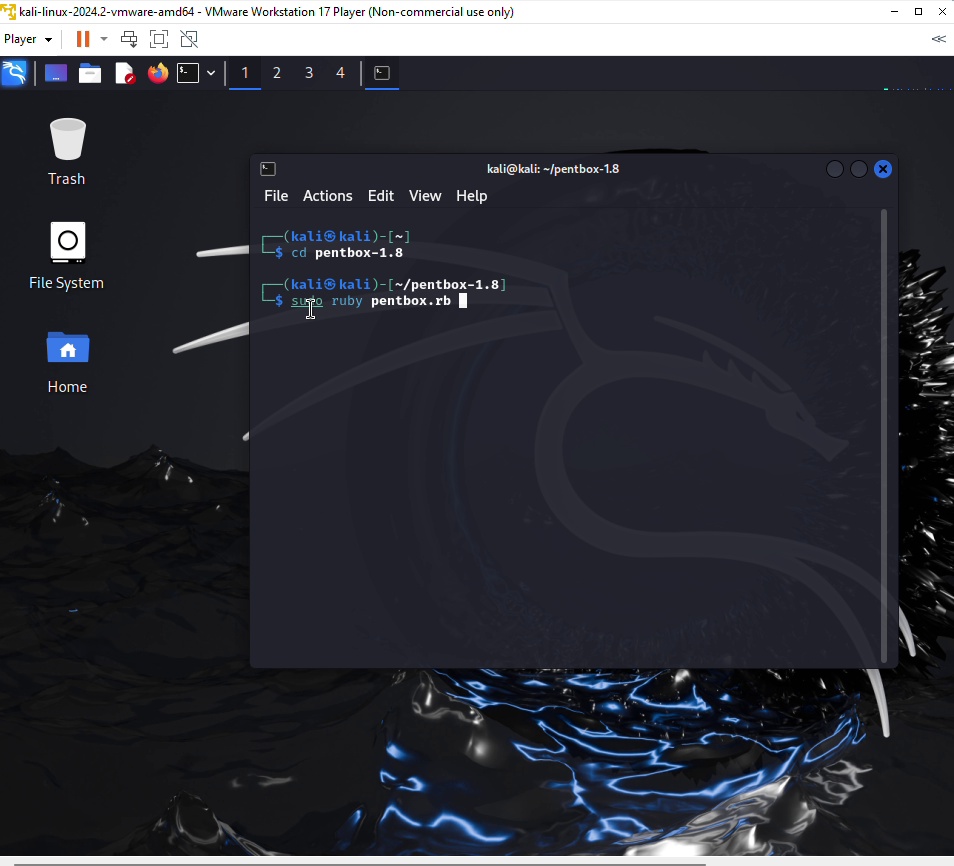 kali-linux-2024.2-vmware-amd64 - VMware Workstation 17 Player (Non-commercial use only)
Player
1 2 3 4
Trash
File System
Home
kali@kali: ~/pentbox-1.8
File Actions Edit View Help
┌──(kali㉿kali)-[~]
└─$ cd pentbox-1.8
┌──(kali㉿kali)-[~/pentbox-1.8]
└─$ sudo ruby pentbox.rb